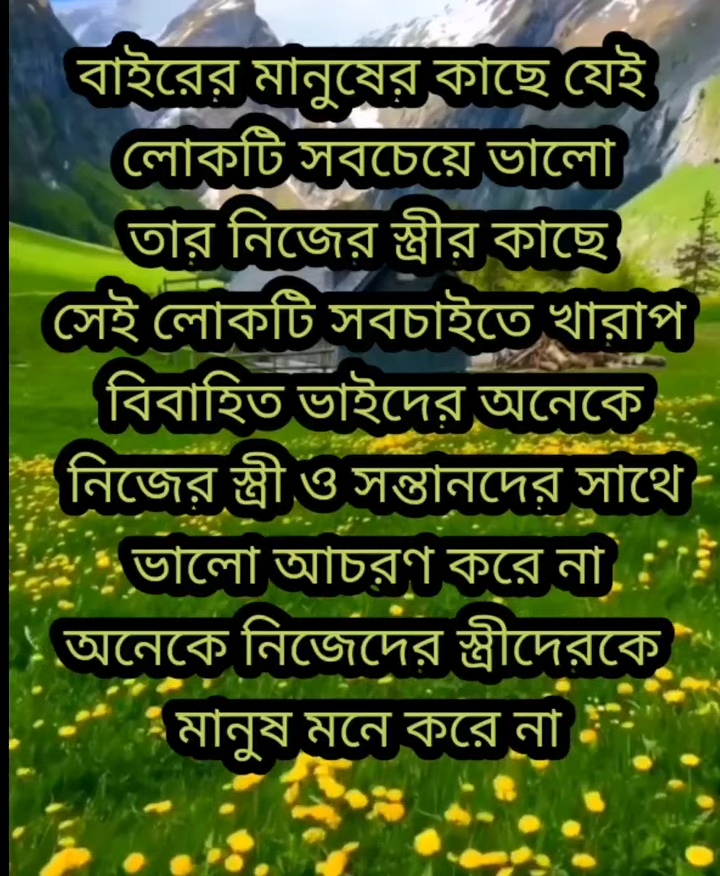 বাইরের মানুষের কাছে যেই
লোকটি সবচেয়ে ভালো
তার নিজের স্ত্রীর কাছে
সেই লোকটি সবচাইতে খারাপ
বিবাহিত ভাইদের অনেকে
নিজের স্ত্রী ও সন্তানদের সাথে
ভালো আচরণ করে না
অনেকে নিজেদের স্ত্রীদেরকে
মানুষ মনে করে না